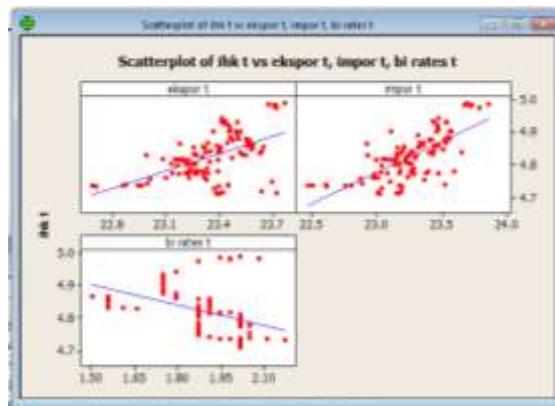 Scatterplot of ihk t vs ekspor t, impor t, bi rates t
Scatterplot of ihk t vs ekspor t, impor t, bi rates t
ekspor t impor t
5.0
4.9
4.8
4.7
22.8 23.1 23.4 23.7 22.5 23.0 23.5 24.0
ihk t
bi rates t
5.0
4.9
4.8
4.7
1.50 1.65 1.80 1.95 2.10